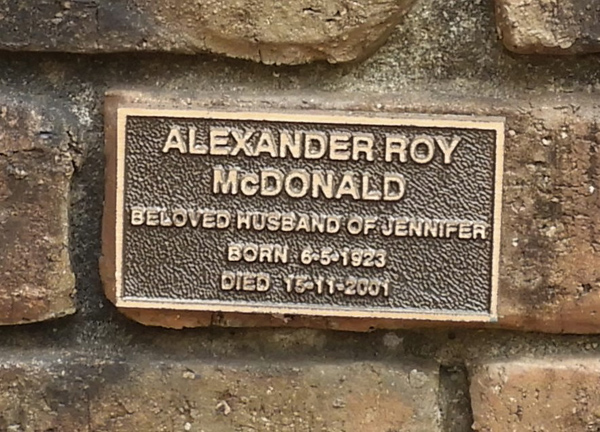 ALEXANDER ROY
McDONALD
BELOVED HUSBAND OF JENNIFER
BORN 6-5-1923
DIED 15-11-2001